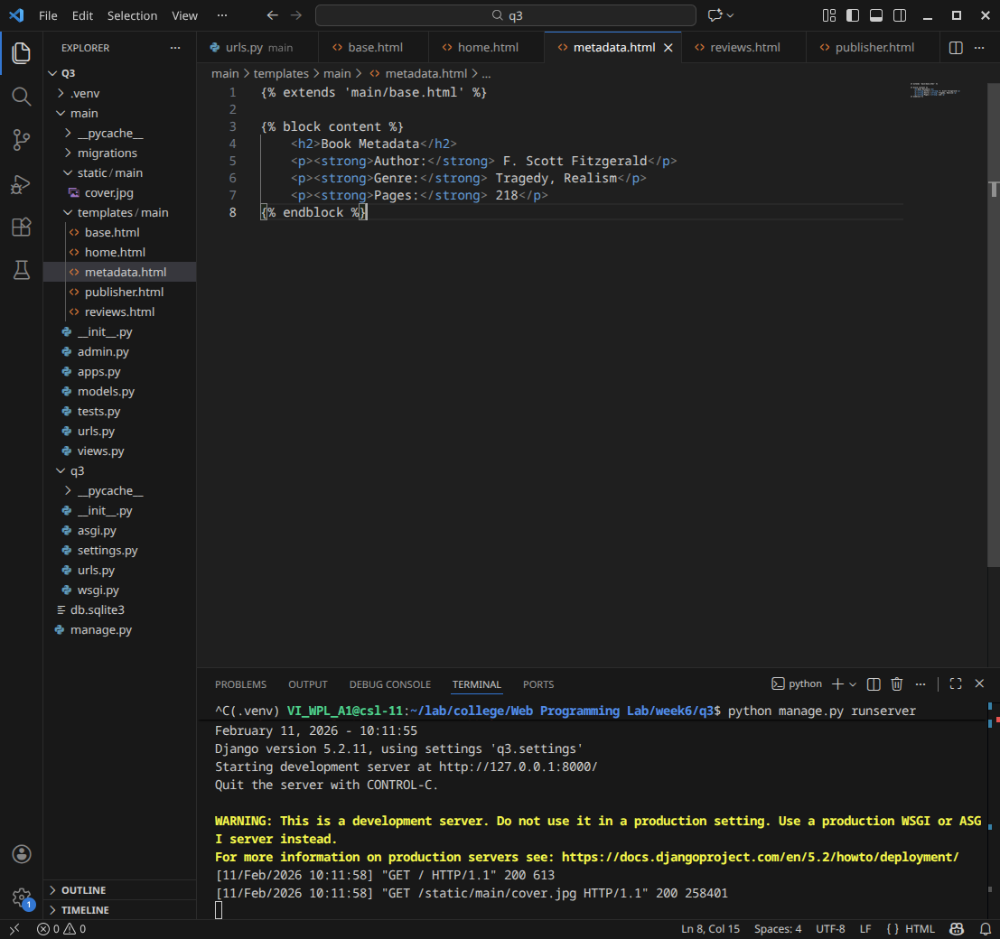 File Edit Selection View ··· q3
EXPLORER ···
Q3
.venv
main
__pycache__
migrations
static/main
cover.jpg
templates/main
base.html
home.html
metadata.html
publisher.html
reviews.html
__init__.py
admin.py
apps.py
models.py
tests.py
urls.py
views.py
q3
__pycache__
__init__.py
asgi.py
settings.py
urls.py
wsgi.py
db.sqlite3
manage.py
OUTLINE
TIMELINE
1
urls.py main base.html home.html metadata.html reviews.html publisher.html ···
main > templates > main > metadata.html > ...
1 {% extends 'main/base.html' %}
2
3 {% block content %}
4 <h2>Book Metadata</h2>
5 <p><strong>Author:</strong> F. Scott Fitzgerald</p>
6 <p><strong>Genre:</strong> Tragedy, Realism</p>
7 <p><strong>Pages:</strong> 218</p>
8 {% endblock %}
PROBLEMS OUTPUT DEBUG CONSOLE TERMINAL PORTS python ···
^C(.venv) VI_WPL_A1@csl-11:~/lab/college/Web Programming Lab/week6/q3$ python manage.py runserver
February 11, 2026 - 10:11:55
Django version 5.2.11, using settings 'q3.settings'
Starting development server at http://127.0.0.1:8000/
Quit the server with CONTROL-C.
WARNING: This is a development server. Do not use it in a production setting. Use a production WSGI or ASG
I server instead.
For more information on production servers see: https://docs.djangoproject.com/en/5.2/howto/deployment/
[11/Feb/2026 10:11:58] "GET / HTTP/1.1" 200 613
[11/Feb/2026 10:11:58] "GET /static/main/cover.jpg HTTP/1.1" 200 258401
0 0 Ln 8, Col 15 Spaces: 4 UTF-8 LF { } HTML